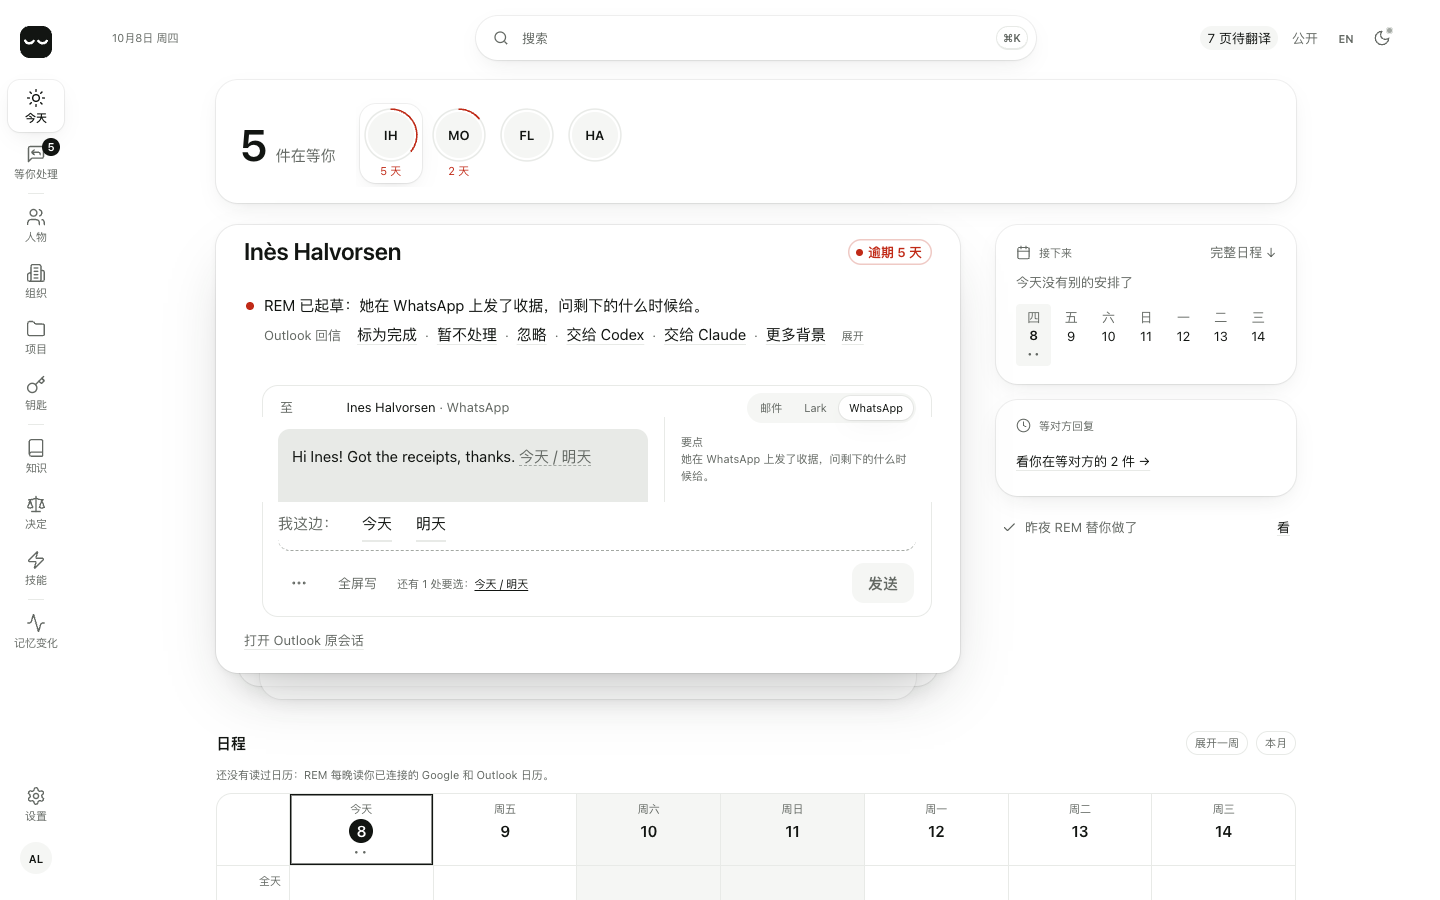 10月8日 周四
搜索
⌘K
7 页待翻译
公开
EN
今天
5
等你处理
人物
组织
项目
钥匙
知识
决定
技能
记忆变化
设置
AL
5 件在等你
IH
5 天
MO
2 天
FL
HA
Inès Halvorsen
逾期 5 天
REM 已起草：她在 WhatsApp 上发了收据，问剩下的什么时候给。
Outlook 回信 标为完成 · 暂不处理 · 忽略 · 交给 Codex · 交给 Claude · 更多背景 展开
至 Ines Halvorsen · WhatsApp
邮件 Lark WhatsApp
Hi Ines! Got the receipts, thanks. 今天 / 明天
要点
她在 WhatsApp 上发了收据，问剩下的什么时
候给。
我这边： 今天 明天
全屏写 还有 1 处要选：今天 / 明天
发送
打开 Outlook 原会话
接下来
完整日程 ↓
今天没有别的安排了
四 五 六 日 一 二 三
8 9 10 11 12 13 14
等对方回复
看你在等对方的 2 件 →
昨夜 REM 替你做了
看
日程
展开一周
本月
还没有读过日历：REM 每晚读你已连接的 Google 和 Outlook 日历。
今天 周五 周六 周日 周一 周二 周三
8 9 10 11 12 13 14
全天